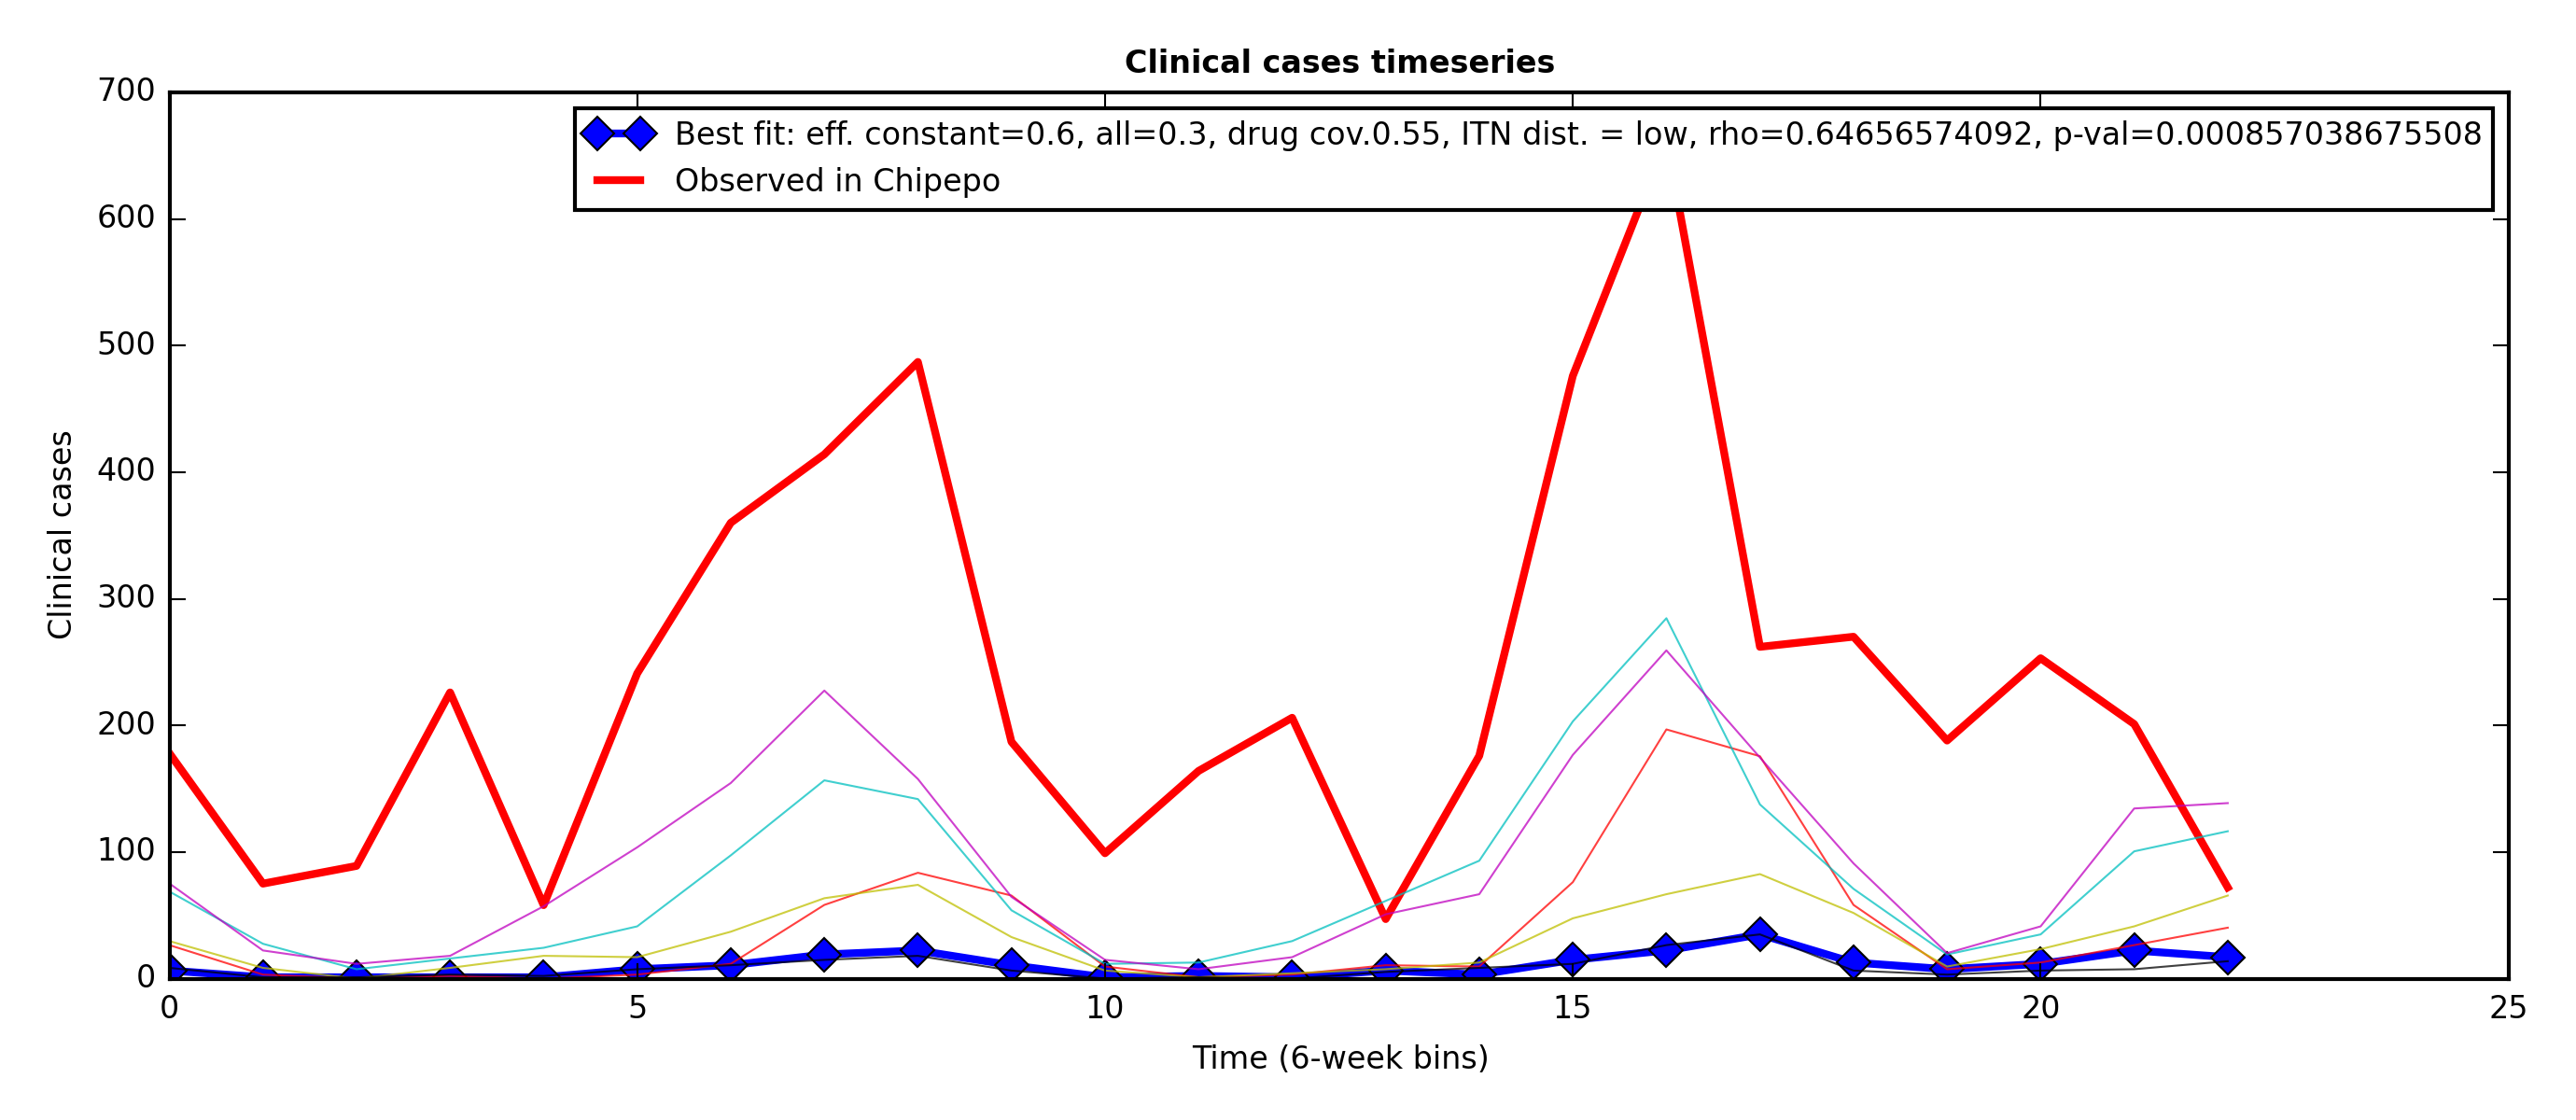 Clinical cases timeseries
700
600
500
400
300
200
100
0
Clinical cases
Best fit: eff. constant=0.6, all=0.3, drug cov.0.55, ITN dist. = low, rho=0.64656574092, p-val=0.000857038675508
Observed in Chipepo
0 5 10 15 20 25
Time (6-week bins)